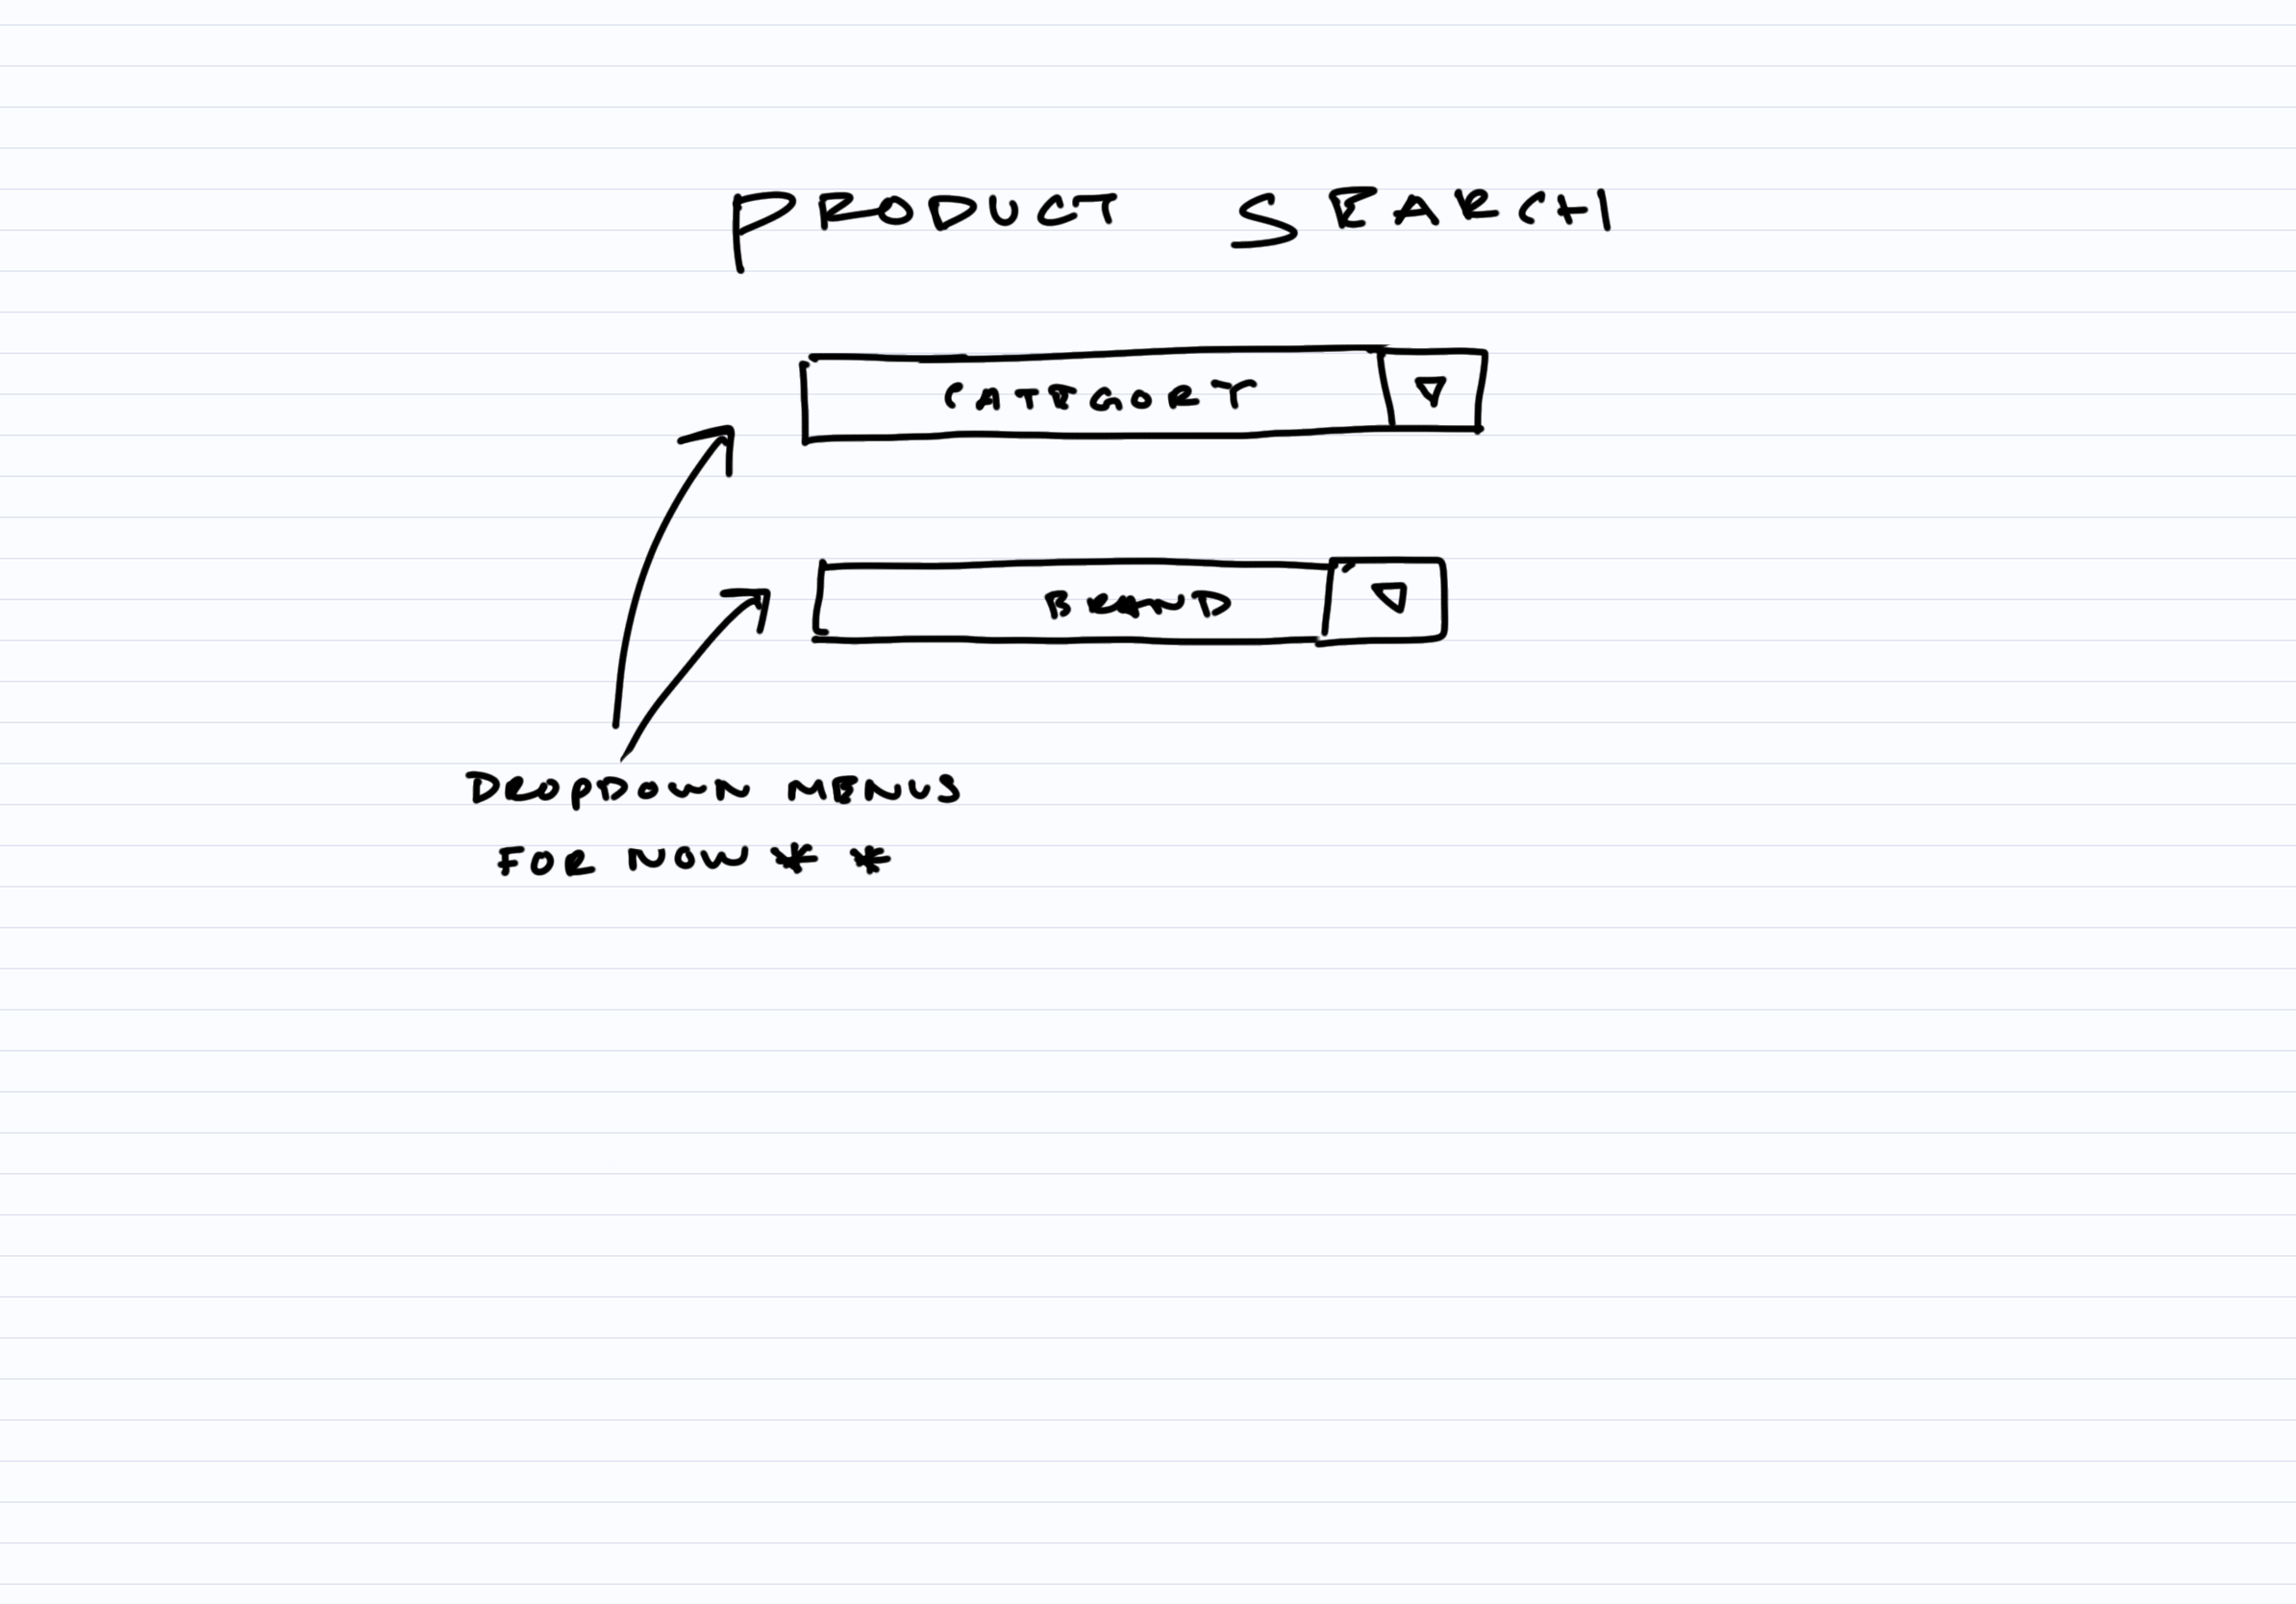 PRODUCT SEARCH
CATEGORY
BRAND
DROPDOWN MENUS
FOR NOW * *